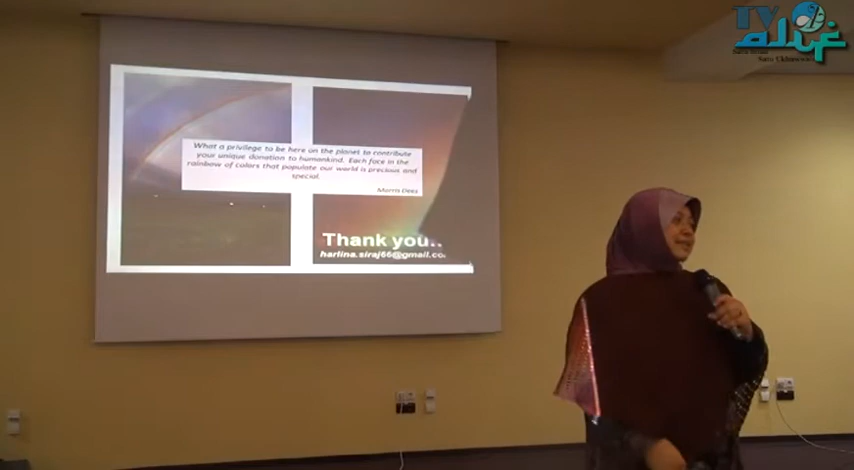 TV
alif
What a privilege to be here on the planet to contribute
your unique donation to humankind. Each face in the
rainbow of colors that populate our world is precious and
special.
Morris Dees
Thank you..
harlina.siraj66@gmail.co